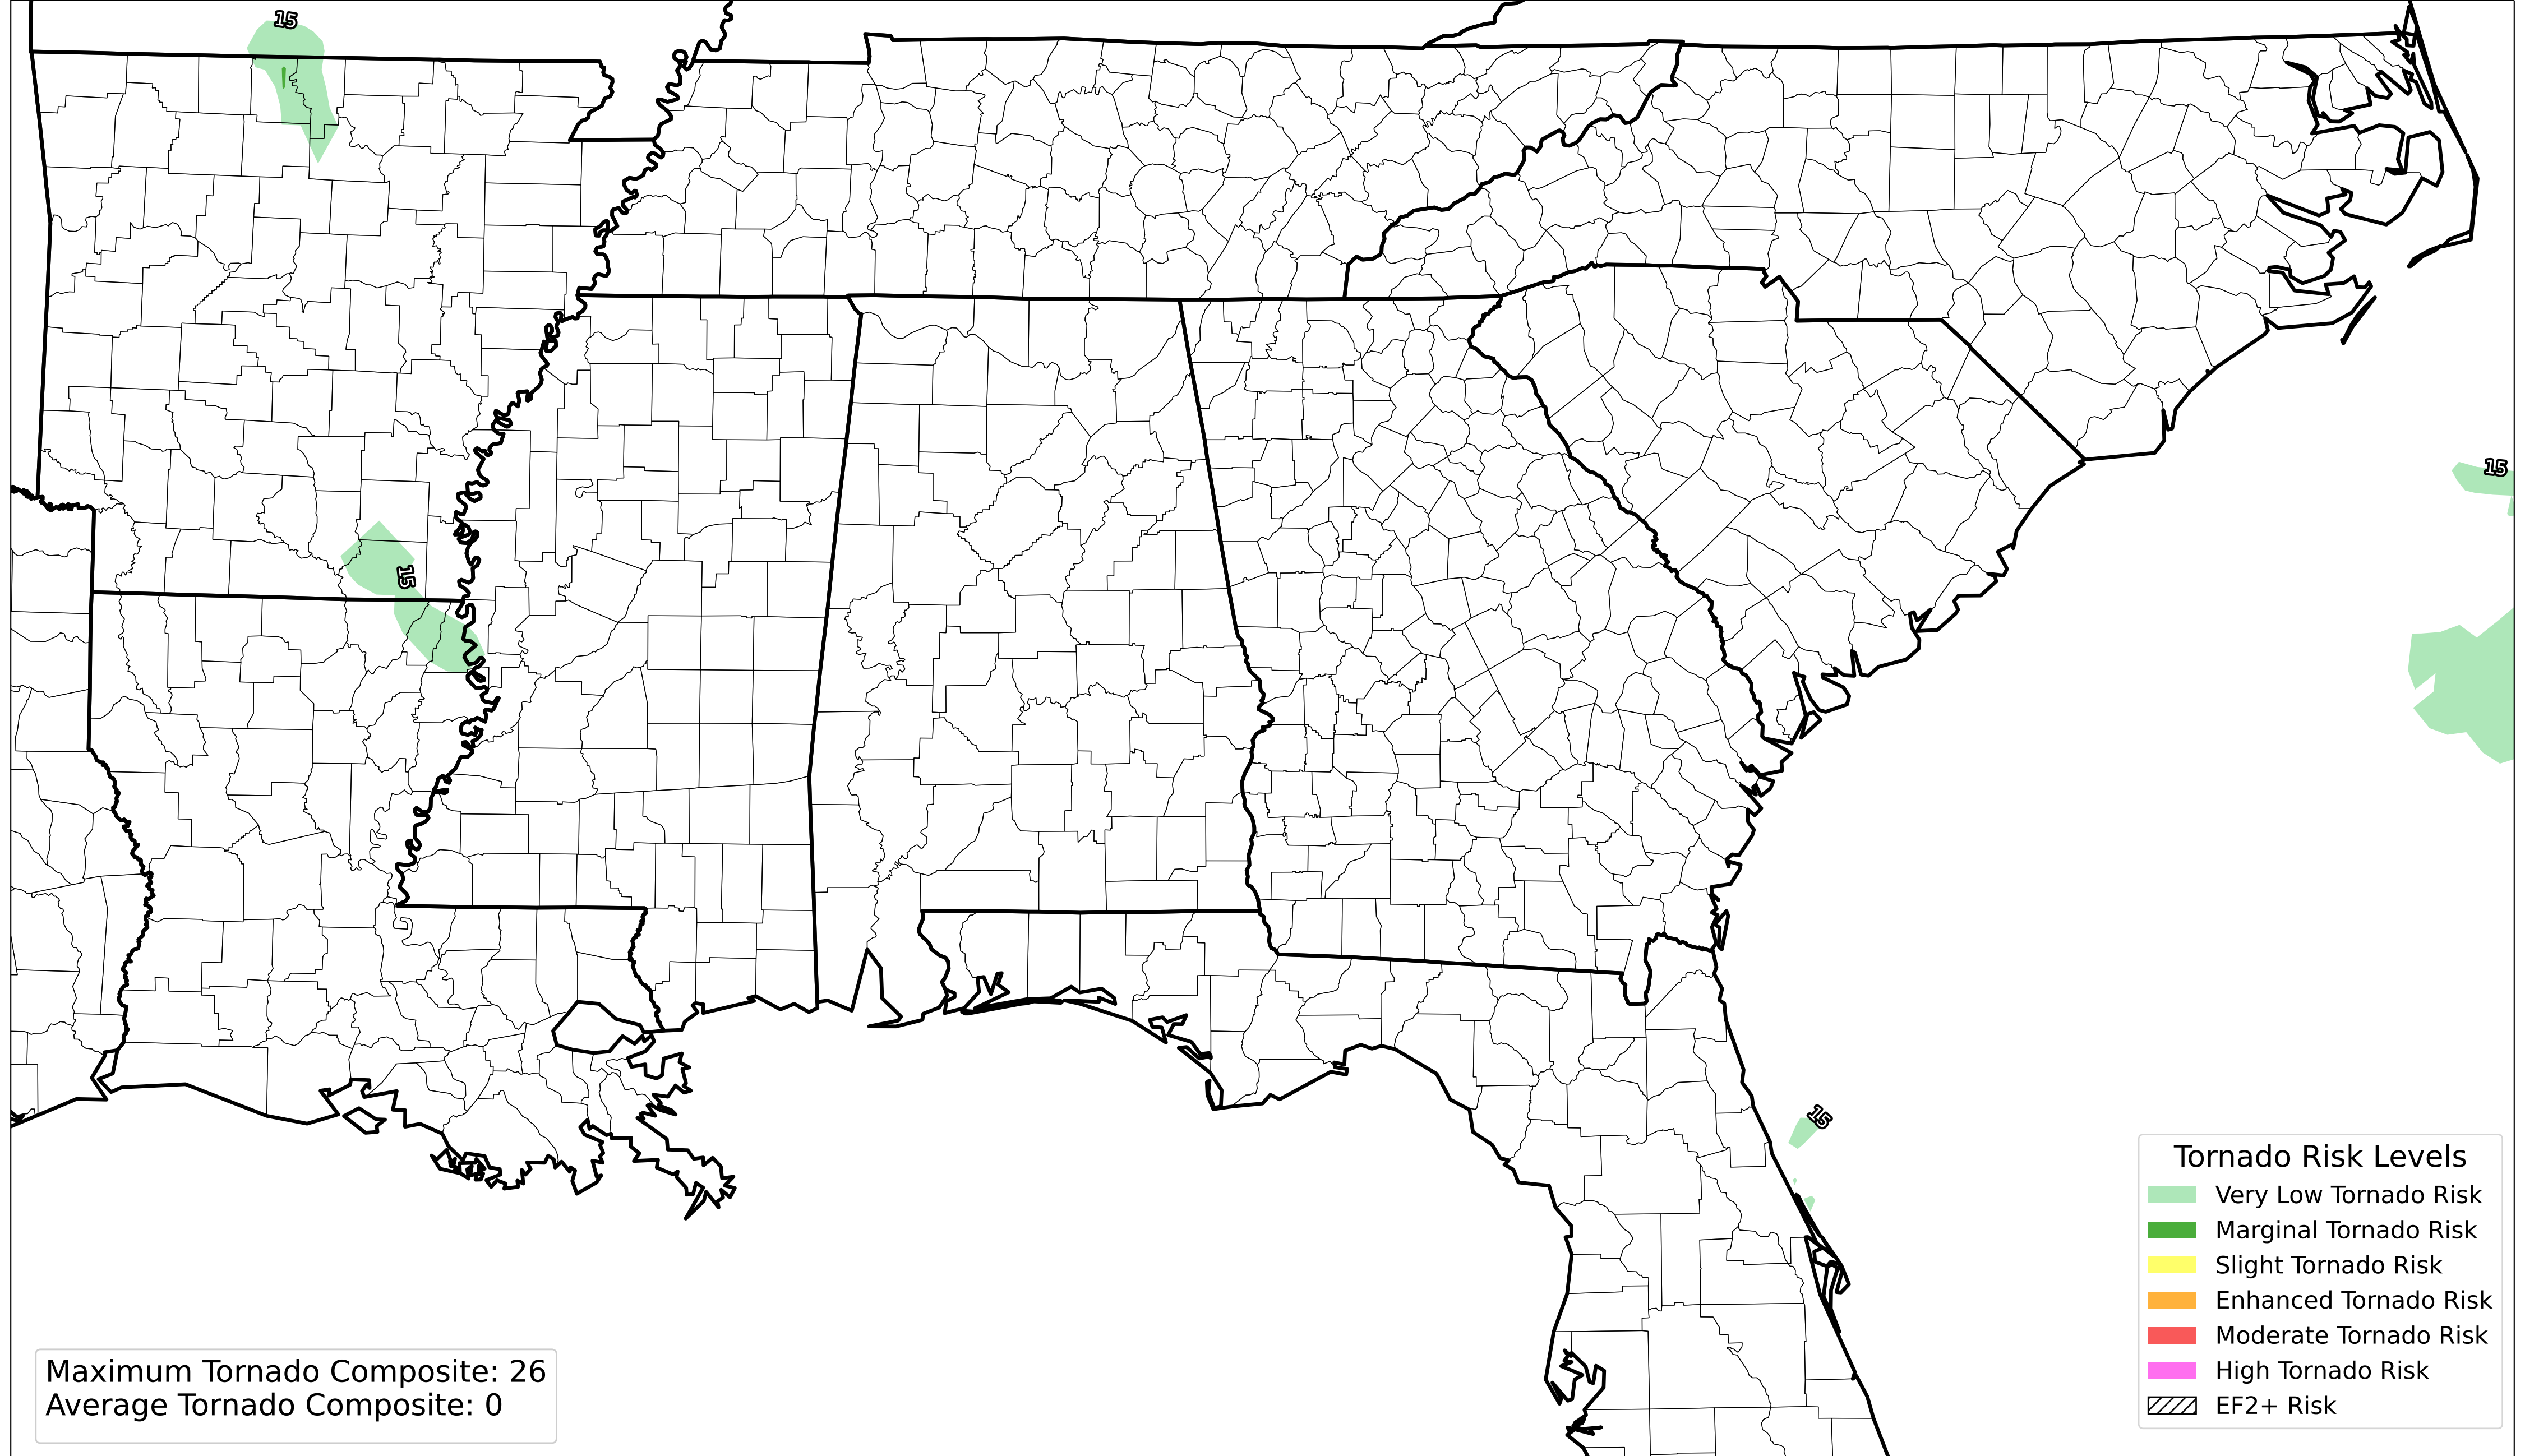 15
15
15
15
Tornado Risk Levels
Very Low Tornado Risk
Marginal Tornado Risk
Slight Tornado Risk
Enhanced Tornado Risk
Moderate Tornado Risk
High Tornado Risk
EF2+ Risk
Maximum Tornado Composite: 26
Average Tornado Composite: 0